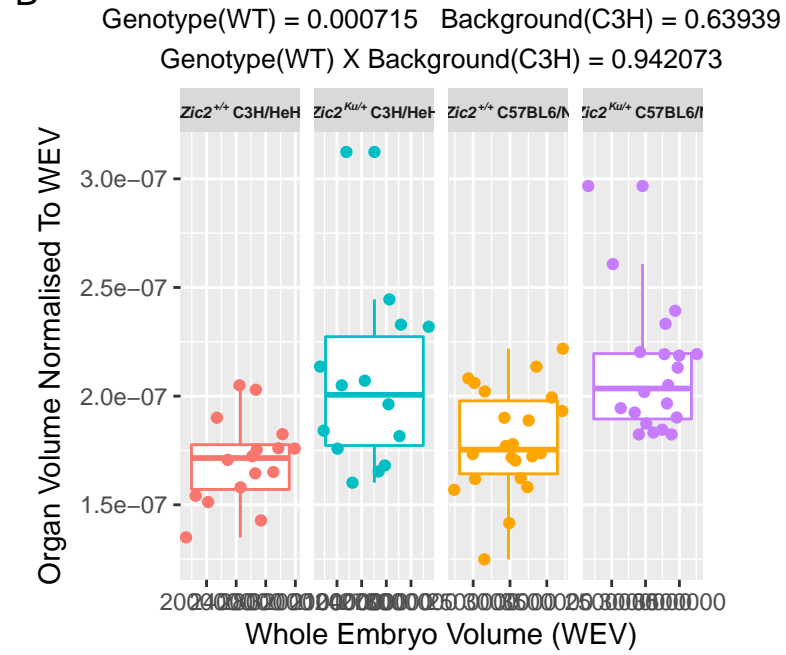 Genotype(WT) = 0.000715 Background(C3H) = 0.63939
Genotype(WT) X Background(C3H) = 0.942073
Zic2+/+ C3H/HeH
Zic2Ku/+ C3H/HeH
Zic2+/+ C57BL6/N
Zic2Ku/+ C57BL6/N
Organ Volume Normalised To WEV
3.0e−07
2.5e−07
2.0e−07
1.5e−07
Whole Embryo Volume (WEV)